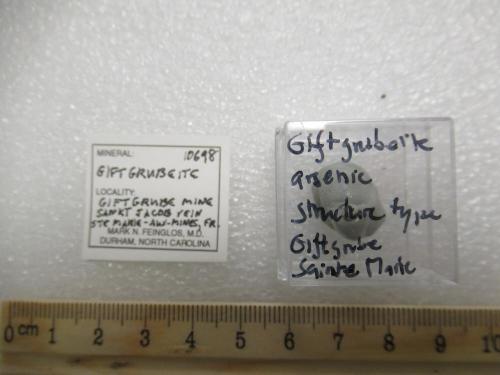 MINERAL: 10698
GIFTGRUBEITE
LOCALITY:
GIFTGRUBE MINE
SANKT JACOB VEIN
STE MARIE-AUX-MINES, FR.
MARK N. FEINGLOS, M.D.
DURHAM, NORTH CAROLINA
Giftgrubeite
arsenic
structure type
Giftgrube
Sainte Marie
0 cm 1 2 3 4 5 6 7 8 9 10